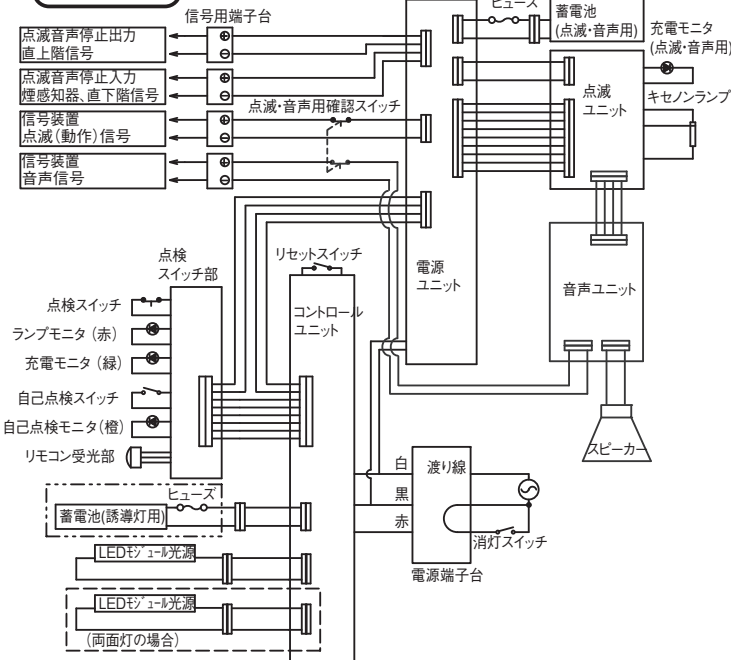 信号用端子台
点滅音声停止出力
直上階信号
点滅音声停止入力
煙感知器、直下階信号
信号装置
点滅(動作)信号
信号装置
音声信号
⊕
⊖
⊕
⊖
⊕
⊖
⊕
⊖
点滅・音声用確認スイッチ
ヒューズ
蓄電池
(点滅・音声用)
充電モニタ
(点滅・音声用)
点滅
ユニット
キセノンランプ
電源
ユニット
音声ユニット
スピーカー
点検
スイッチ部
リセットスイッチ
コントロール
ユニット
点検スイッチ
ランプモニタ(赤)
充電モニタ(緑)
自己点検スイッチ
自己点検モニタ(橙)
リモコン受光部
ヒューズ
蓄電池(誘導灯用)
LEDモジュール光源
LEDモジュール光源
(両面灯の場合)
白
黒
赤
渡り線
消灯スイッチ
電源端子台